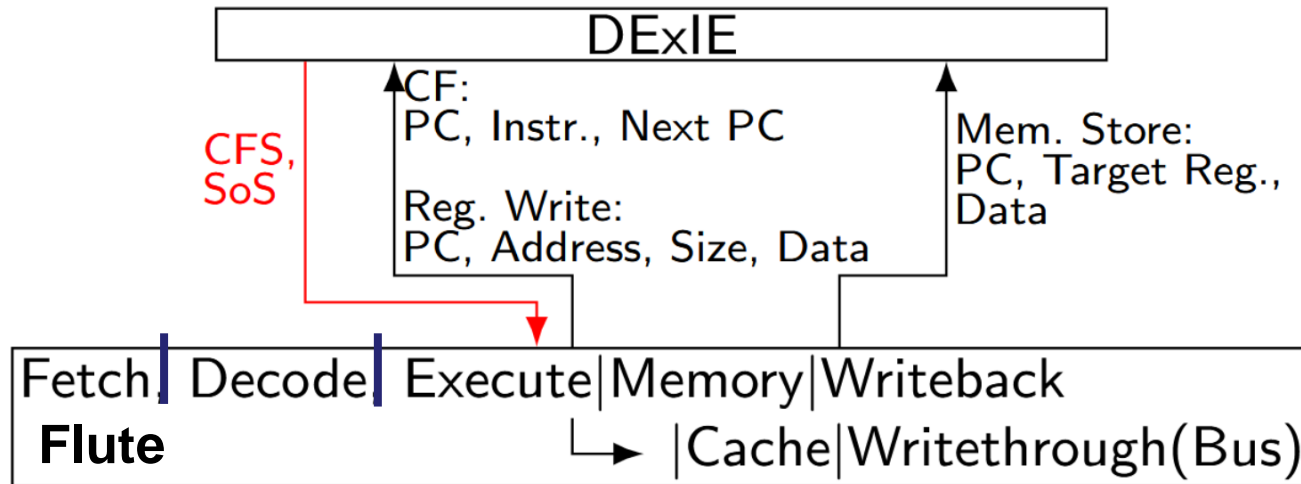 DExIE
CF:
PC, Instr., Next PC
CFS,
SoS
Reg. Write:
PC, Address, Size, Data
Mem. Store:
PC, Target Reg.,
Data
Fetch, Decode, Execute|Memory|Writeback
Flute |Cache|Writethrough(Bus)